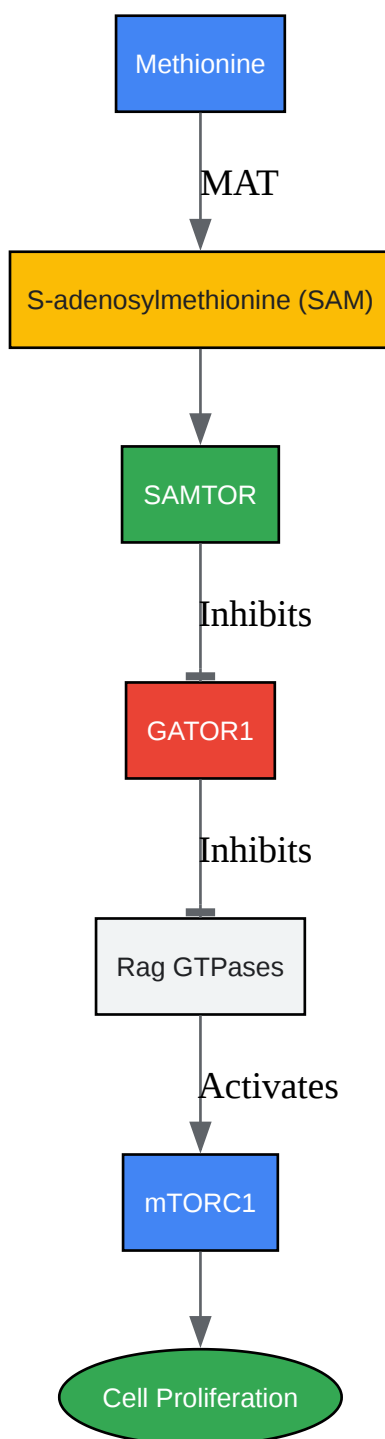 Methionine
MAT
S-adenosylmethionine (SAM)
SAMTOR
Inhibits
GATOR1
Inhibits
Rag GTPases
Activates
mTORC1
Cell Proliferation